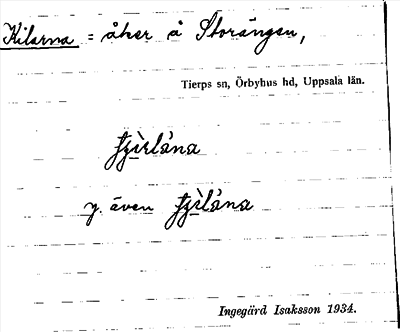 Kilarna = åker å Storängen,
Tierps sn, Örbyhus hd, Uppsala län.
y. även
Ingegärd Isaksson 1934.